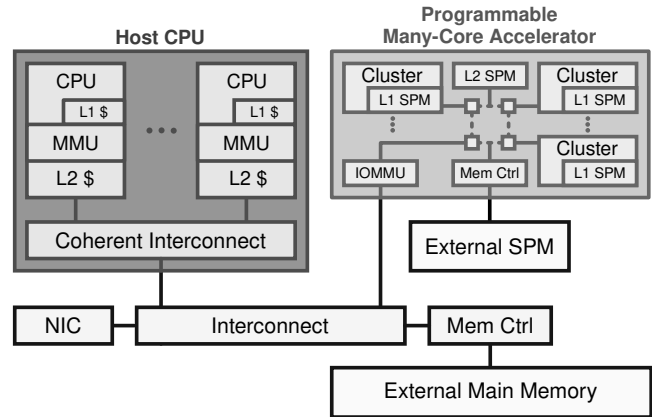 Host CPU
CPU
L1 $
MMU
L2 $
CPU
L1 $
MMU
L2 $
Coherent Interconnect
Programmable
Many-Core Accelerator
Cluster
L1 SPM
L2 SPM
Cluster
L1 SPM
Cluster
L1 SPM
IOMMU
Mem Ctrl
External SPM
NIC
Interconnect
Mem Ctrl
External Main Memory